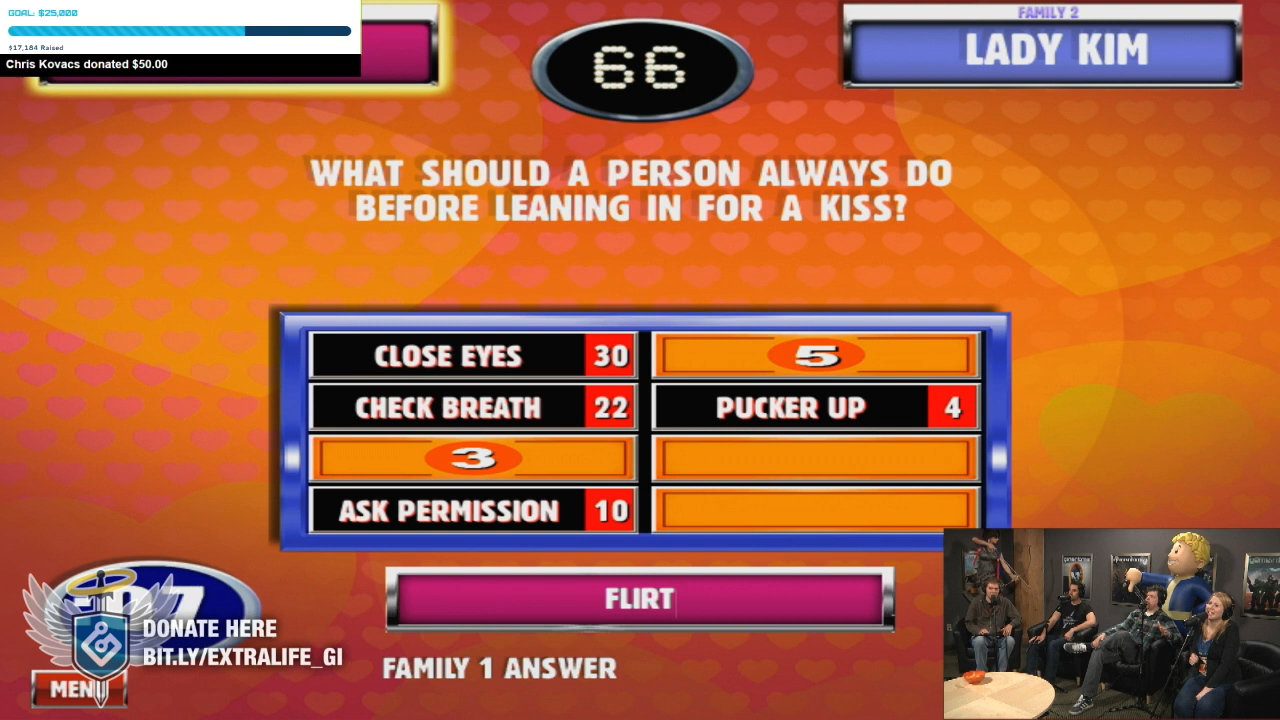 GOAL: $25,000
$17,184 Raised
Chris Kovacs donated $50.00
66
FAMILY 2
LADY KIM
WHAT SHOULD A PERSON ALWAYS DO
BEFORE LEANING IN FOR A KISS?
CLOSE EYES 30
5
CHECK BREATH 22
PUCKER UP 4
3
ASK PERMISSION 10
FLIRT
DONATE HERE
BIT.LY/EXTRALIFE_GI
FAMILY 1 ANSWER
MENU